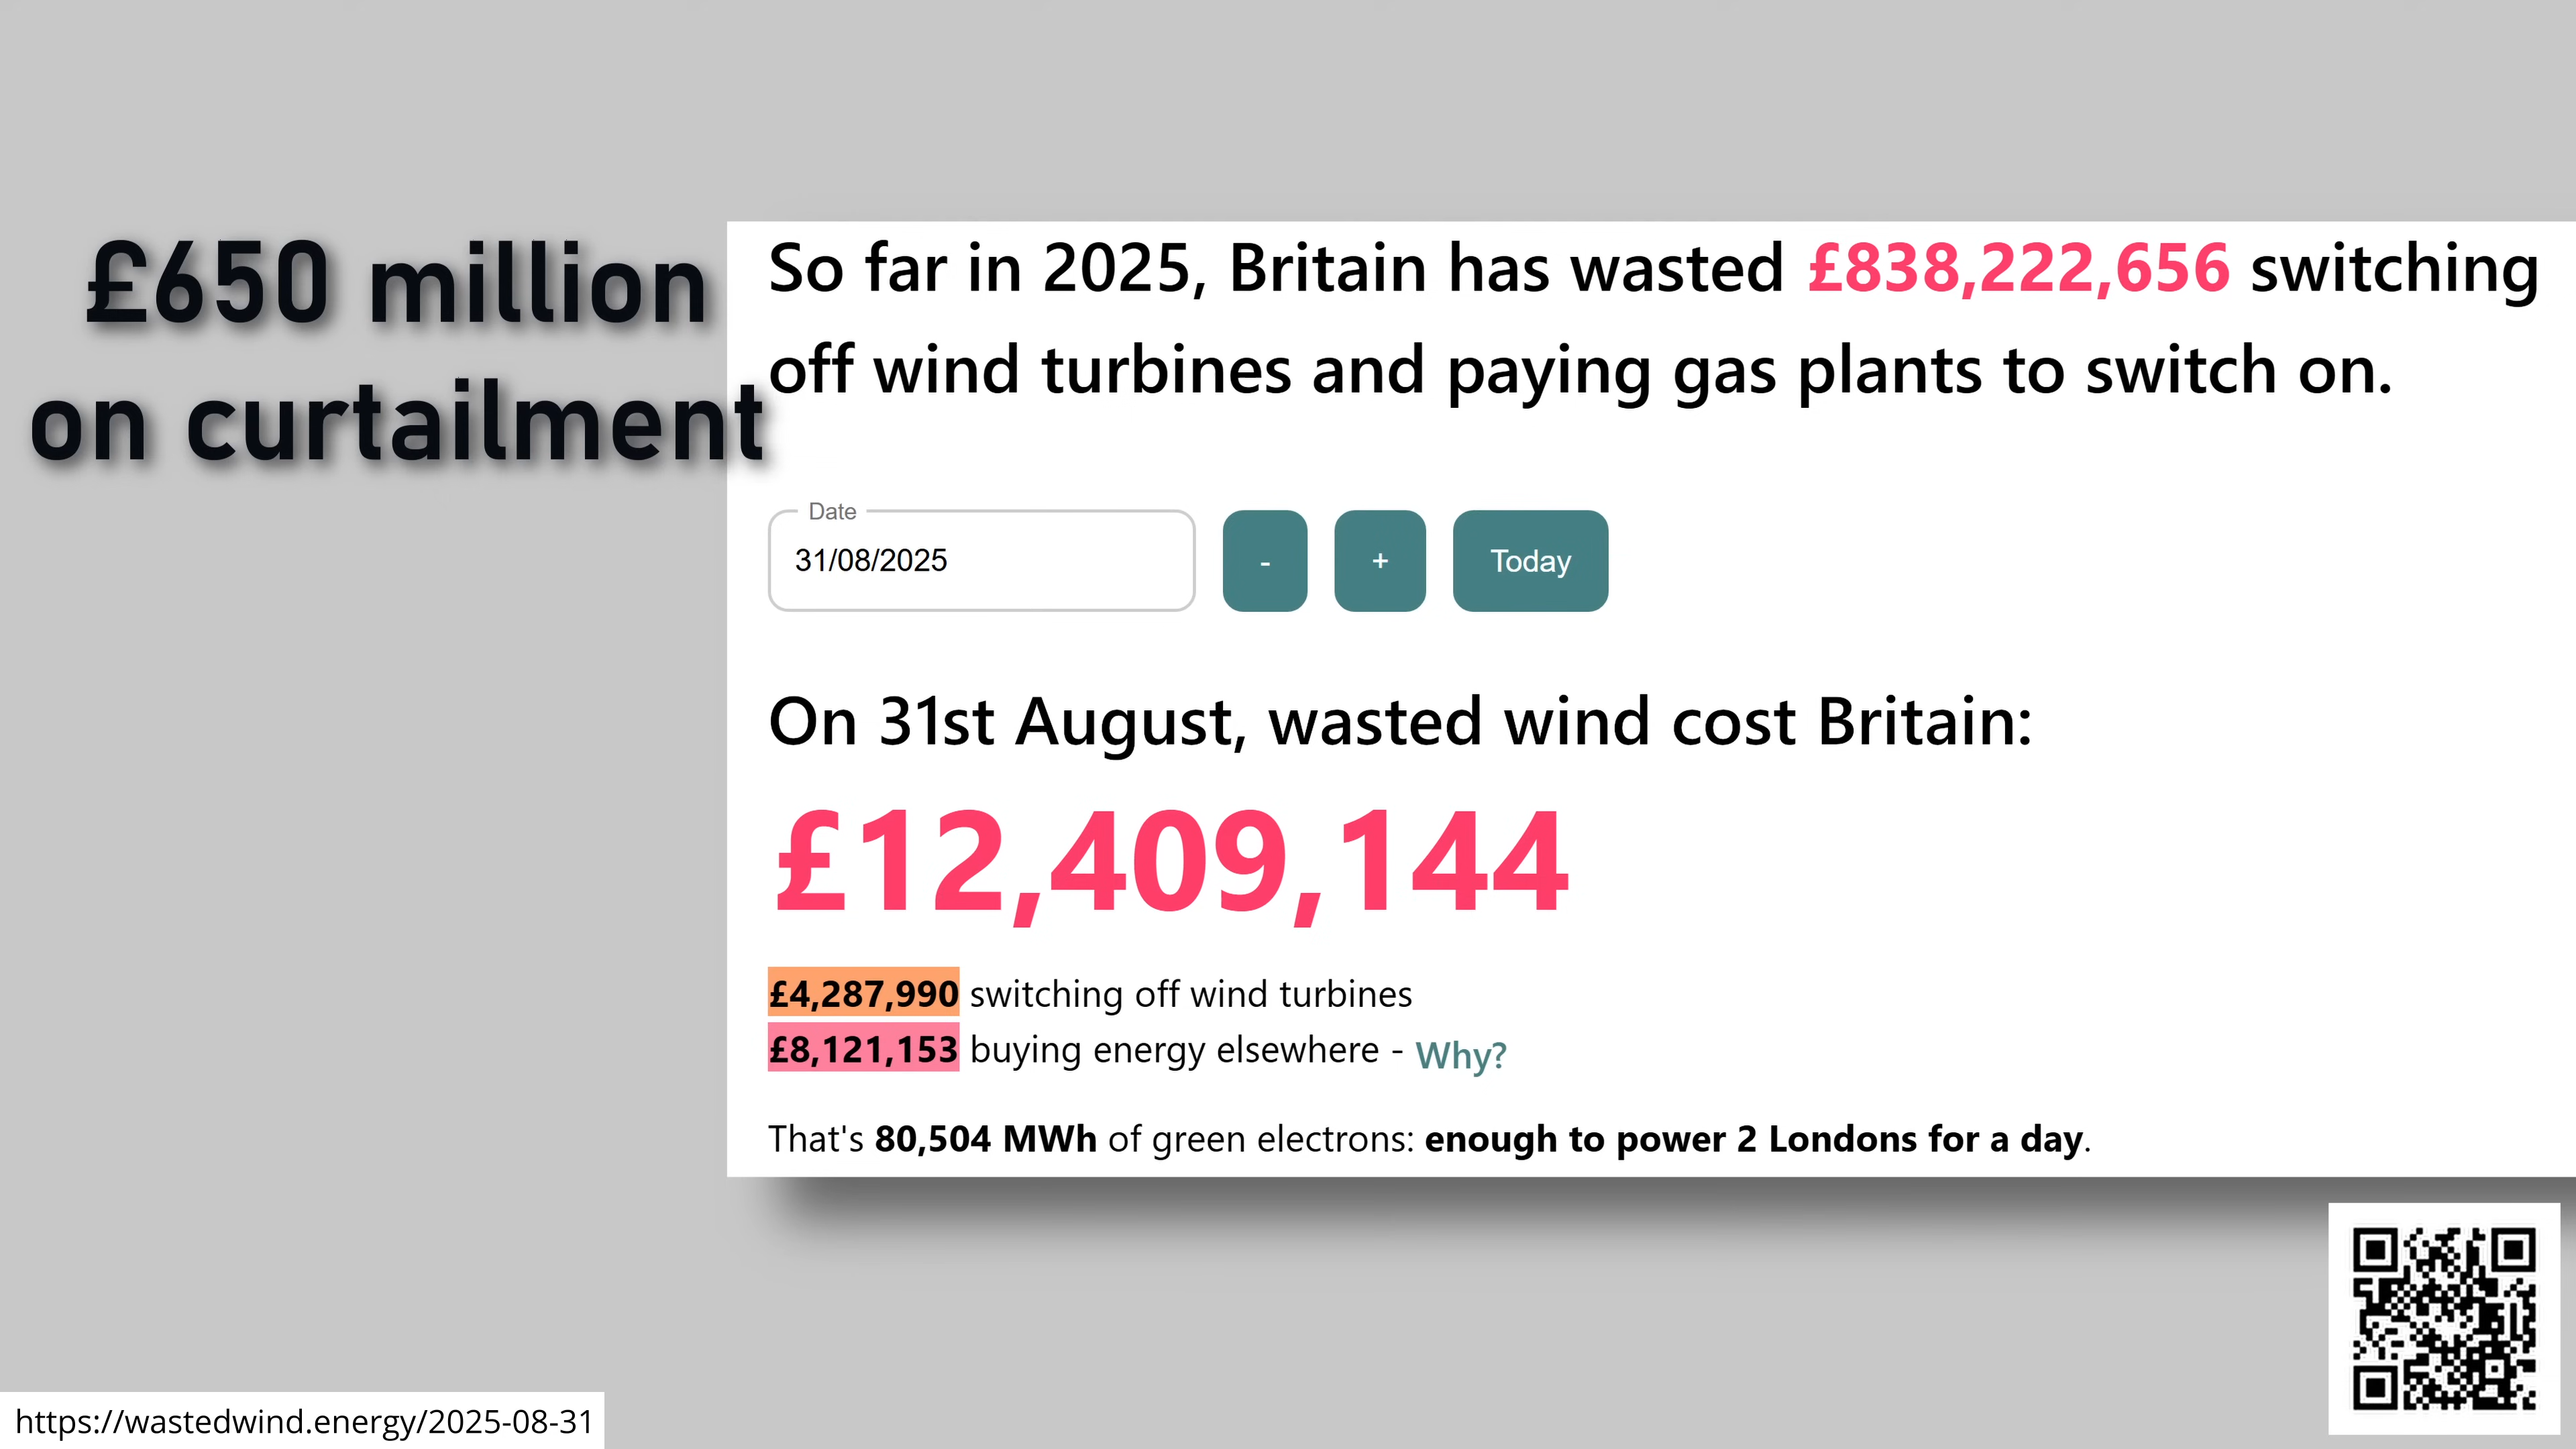 £650 million
on curtailment
So far in 2025, Britain has wasted £838,222,656 switching
off wind turbines and paying gas plants to switch on.
Date
31/08/2025
- + Today
On 31st August, wasted wind cost Britain:
£12,409,144
£4,287,990 switching off wind turbines
£8,121,153 buying energy elsewhere - Why?
That's 80,504 MWh of green electrons: enough to power 2 Londons for a day.
https://wastedwind.energy/2025-08-31